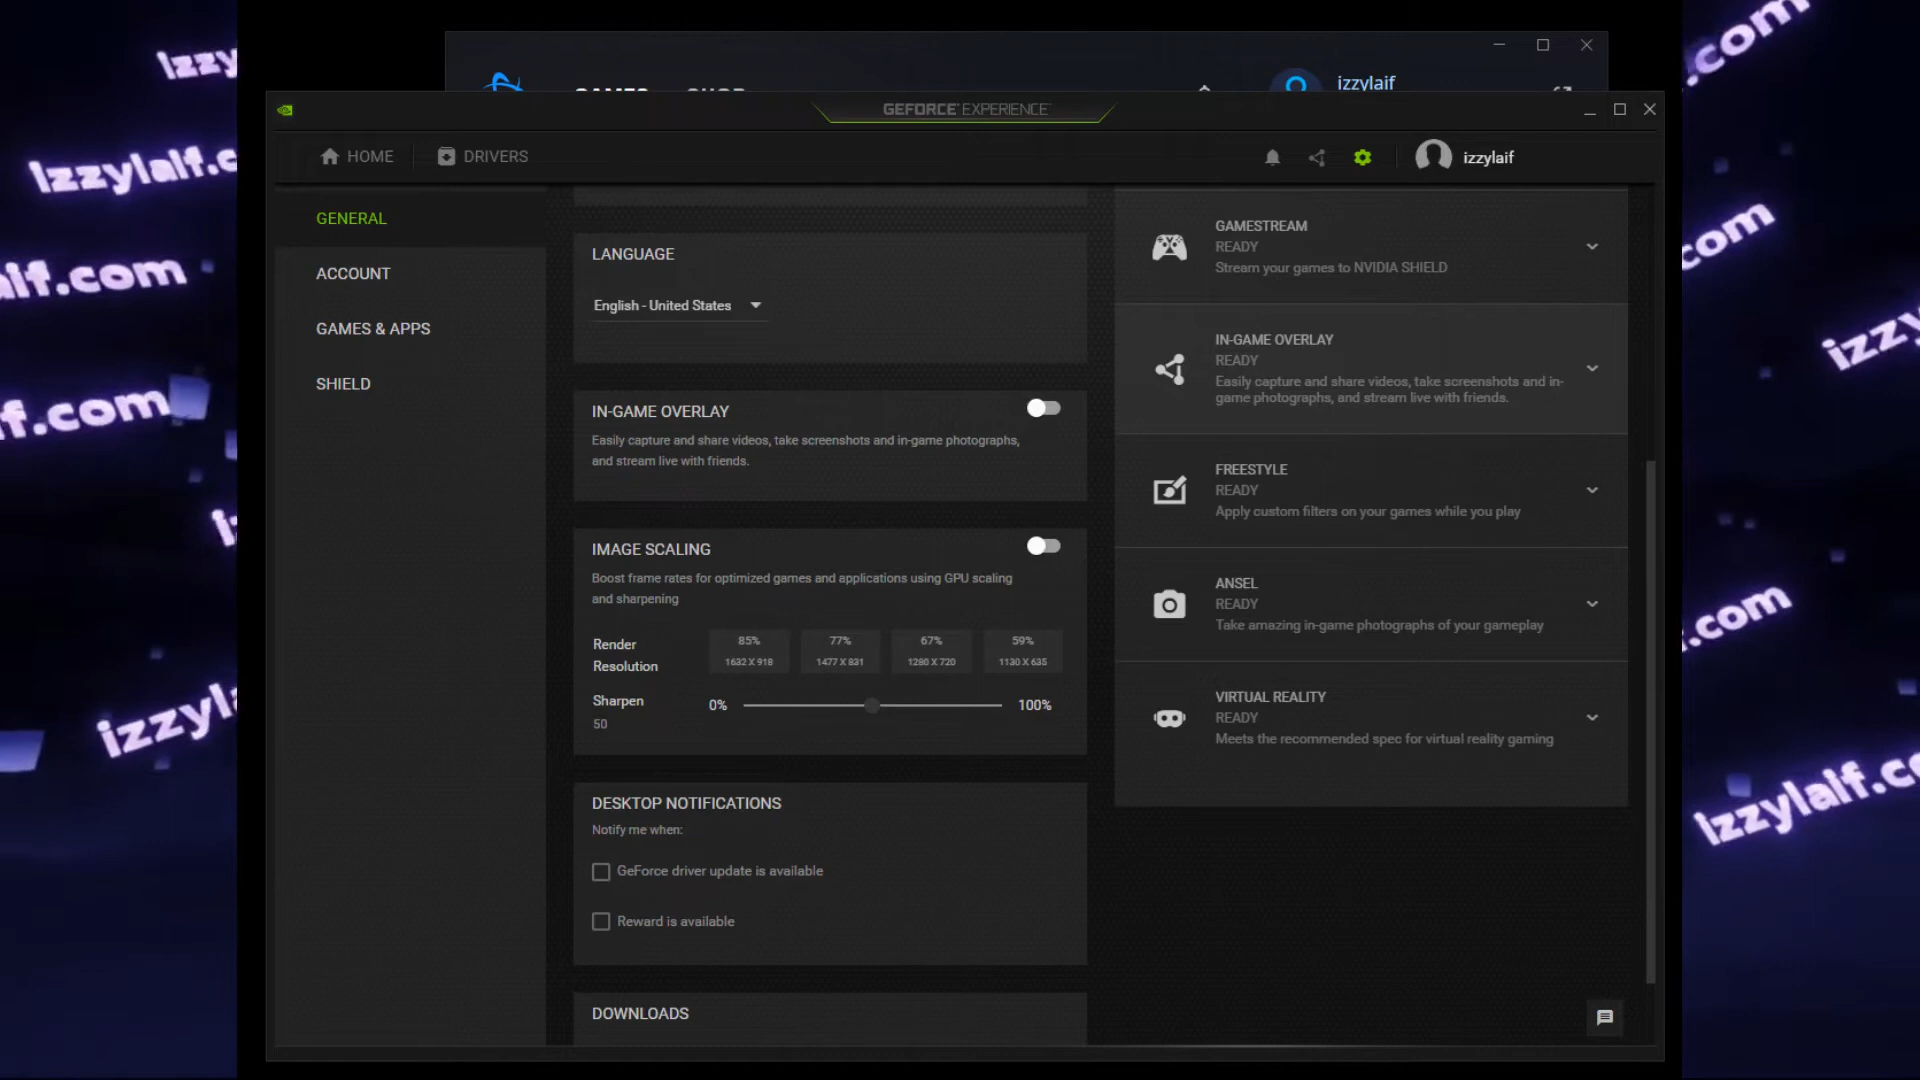 izzylaif
GEFORCE EXPERIENCE
HOME
DRIVERS
izzylaif
GENERAL
ACCOUNT
GAMES & APPS
SHIELD
LANGUAGE
English - United States
IN-GAME OVERLAY
Easily capture and share videos, take screenshots and in-game photographs,
and stream live with friends.
IMAGE SCALING
Boost frame rates for optimized games and applications using GPU scaling
and sharpening
Render
Resolution
85%
1632 X 918
77%
1477 X 831
67%
1280 X 720
59%
1130 X 635
Sharpen
50
0%
100%
DESKTOP NOTIFICATIONS
Notify me when:
GeForce driver update is available
Reward is available
DOWNLOADS
GAMESTREAM
READY
Stream your games to NVIDIA SHIELD
IN-GAME OVERLAY
READY
Easily capture and share videos, take screenshots and in-
game photographs, and stream live with friends.
FREESTYLE
READY
Apply custom filters on your games while you play
ANSEL
READY
Take amazing in-game photographs of your gameplay
VIRTUAL REALITY
READY
Meets the recommended spec for virtual reality gaming